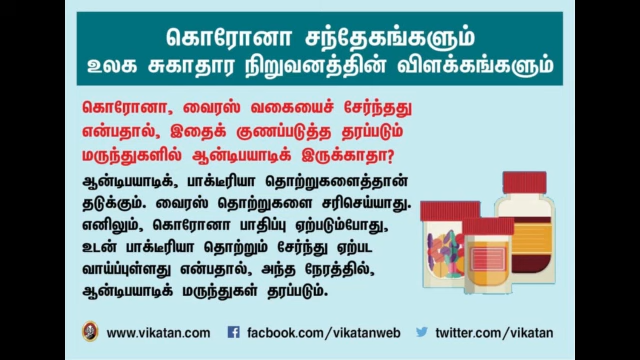 கொரோனா சந்தேகங்களும்
உலக சுகாதார நிறுவனத்தின் விளக்கங்களும்
கொரோனா, வைரஸ் வகையைச் சேர்ந்தது
என்பதால், இதைக் குணப்படுத்த தரப்படும்
மருந்துகளில் ஆன்டிபயாடிக் இருக்காதா?
ஆன்டிபயாடிக், பாக்டீரியா தொற்றுகளைத்தான்
தடுக்கும். வைரஸ் தொற்றுகளை சரிசெய்யாது.
எனிலும், கொரோனா பாதிப்பு ஏற்படும்போது,
உடன் பாக்டீரியா தொற்றும் சேர்ந்து ஏற்பட
வாய்ப்புள்ளது என்பதால், அந்த நேரத்தில்,
ஆன்டிபயாடிக் மருந்துகள் தரப்படும்.
www.vikatan.com facbook.com/vikatanweb twitter.com/vikatan